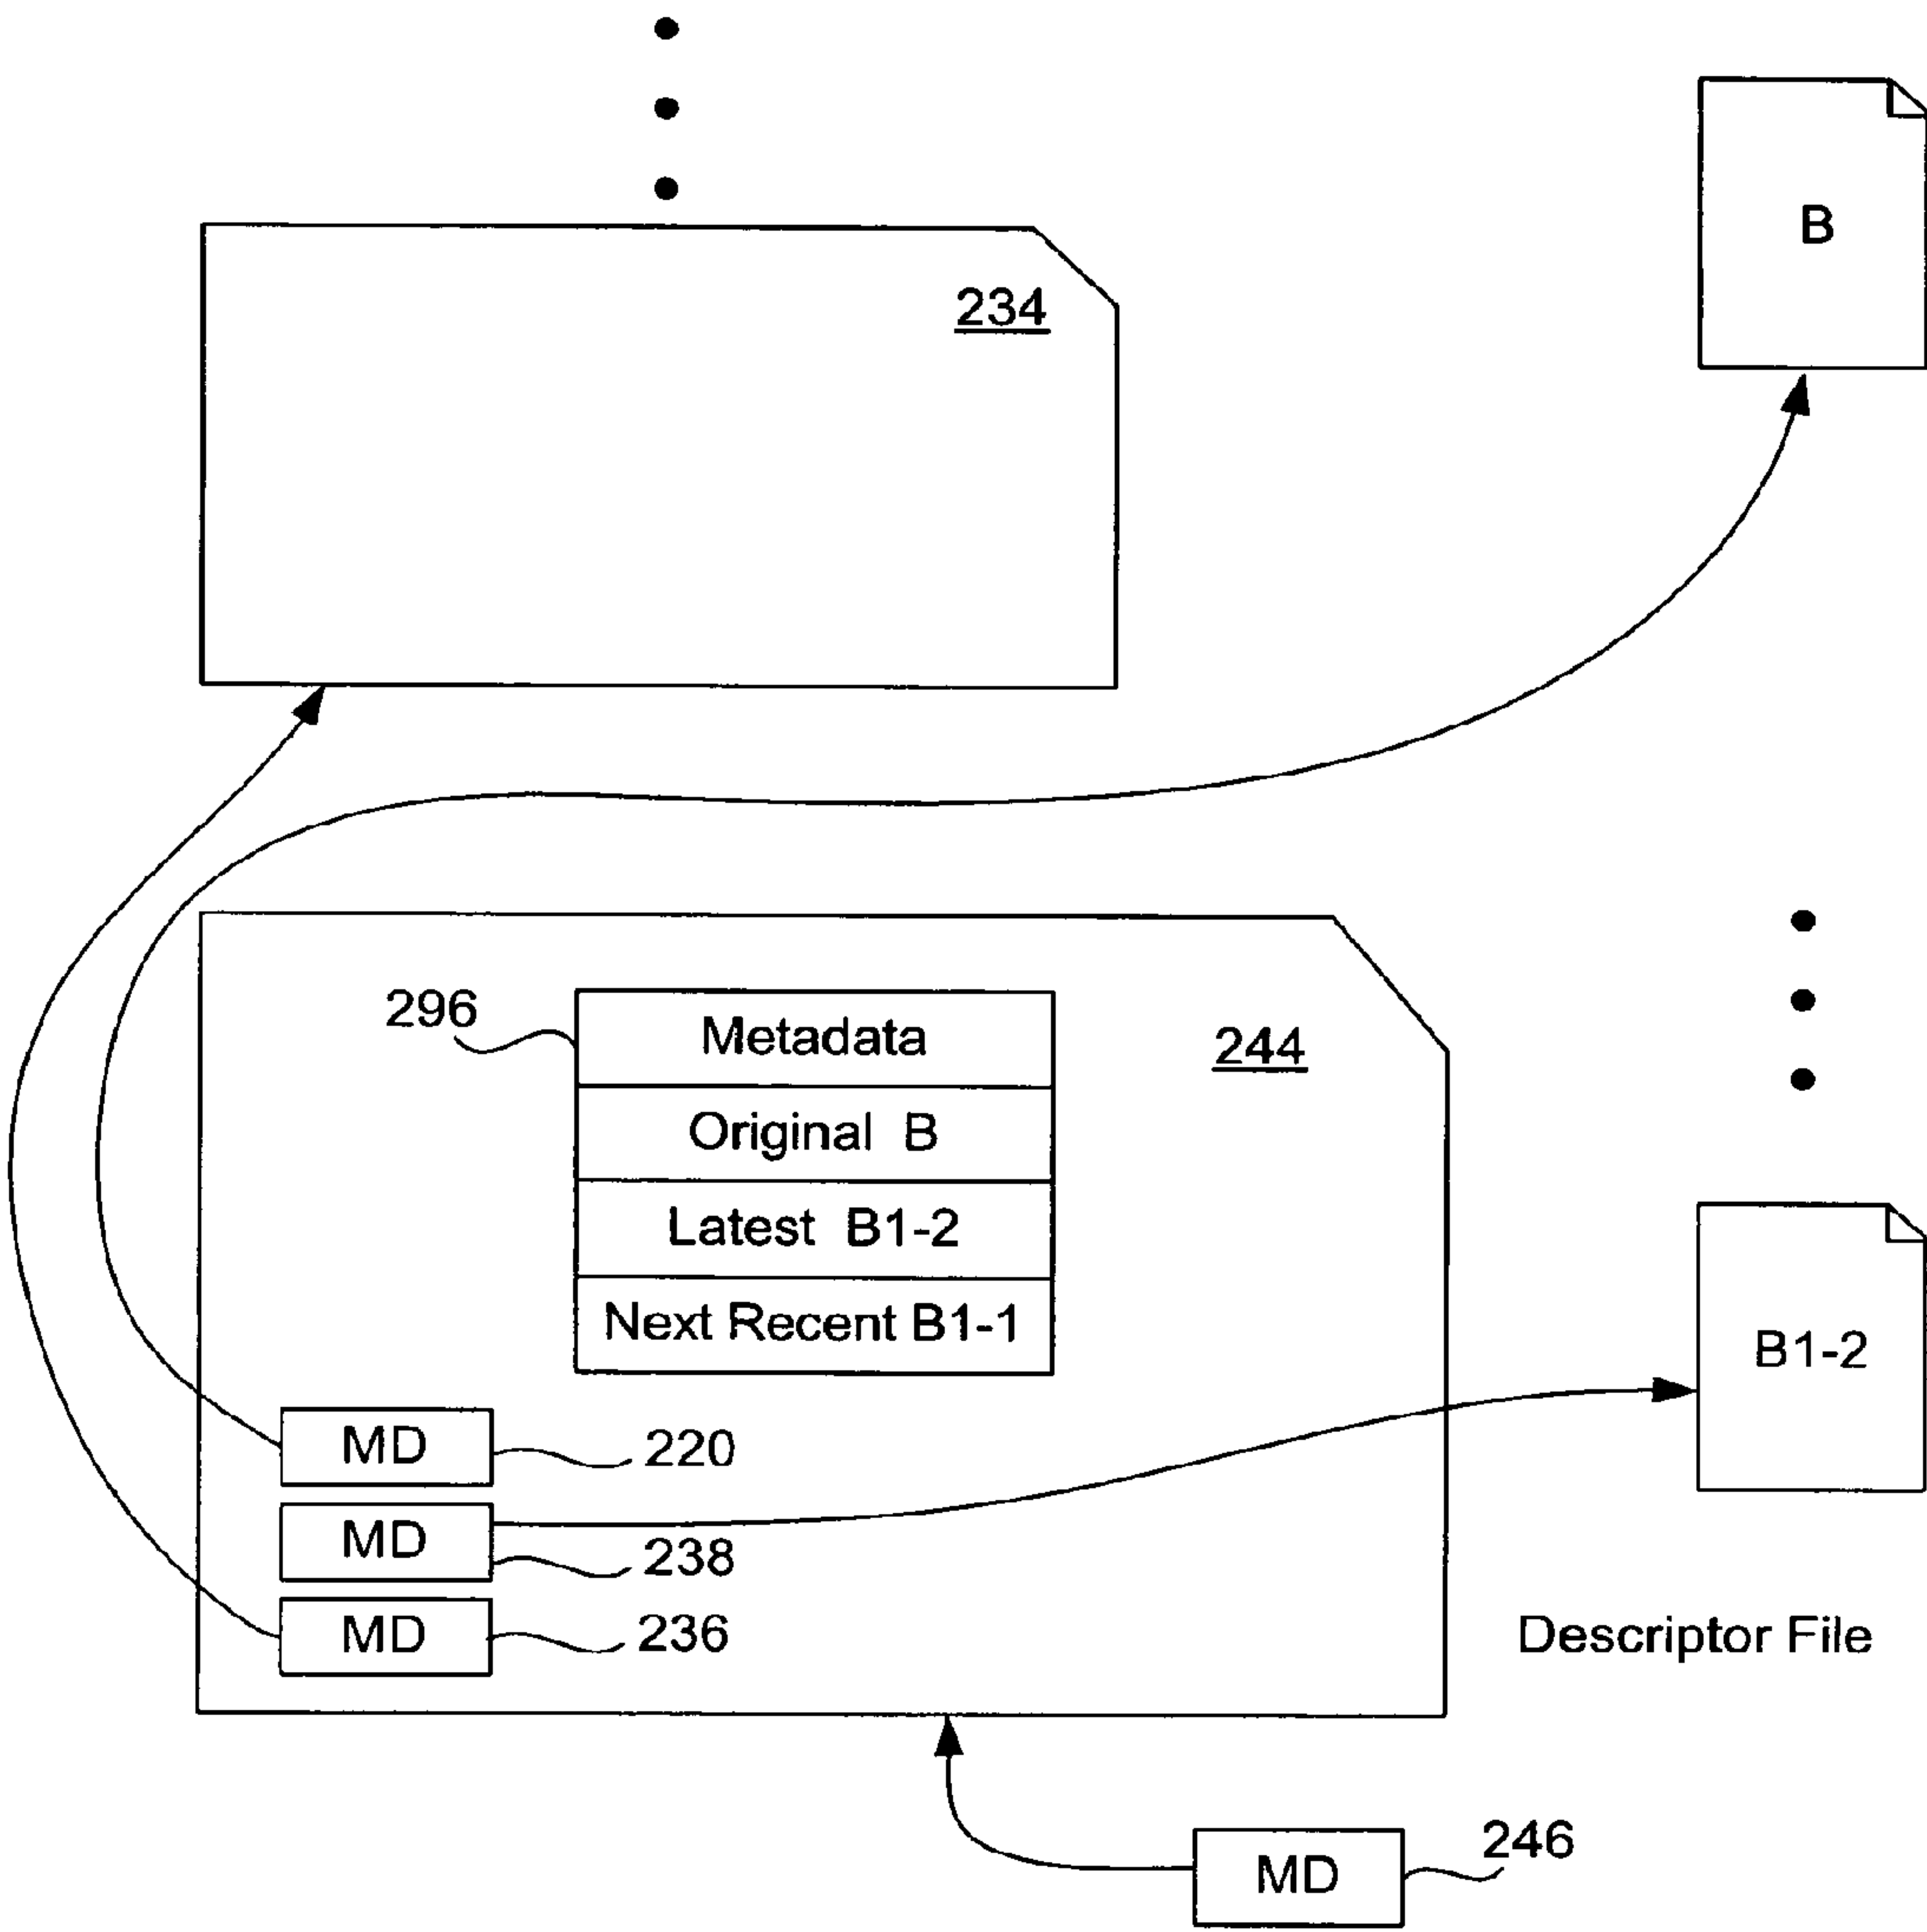 B
234
296
Metadata
244
Original B
Latest B1-2
Next Recent B1-1
B1-2
MD
220
MD
238
MD
236
Descriptor File
MD
246